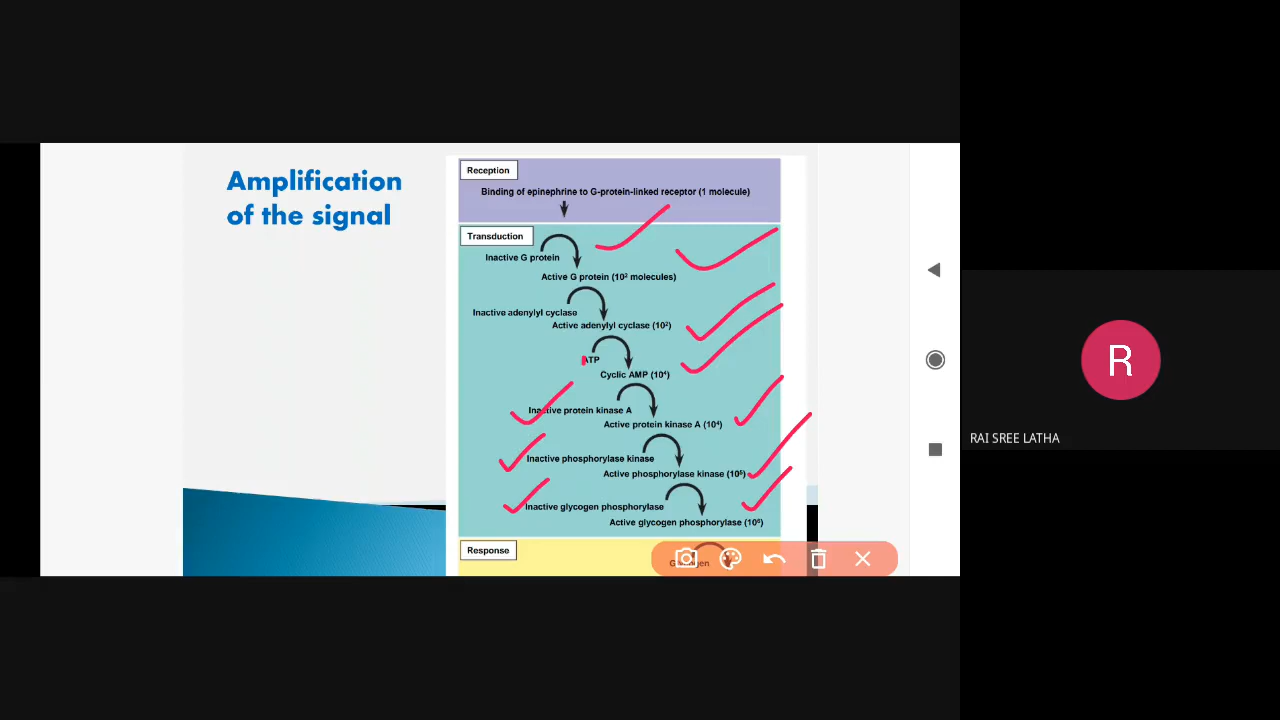 Amplification
of the signal
Reception
Binding of epinephrine to G-protein-linked receptor (1 molecule)
Transduction
Inactive G protein
Active G protein (10² molecules)
Inactive adenylyl cyclase
Active adenylyl cyclase (10²)
ATP
Cyclic AMP (10⁴)
Inactive protein kinase A
Active protein kinase A (10⁴)
Inactive phosphorylase kinase
Active phosphorylase kinase (10⁵)
Inactive glycogen phosphorylase
Active glycogen phosphorylase (10⁶)
Response
R
RAI SREE LATHA